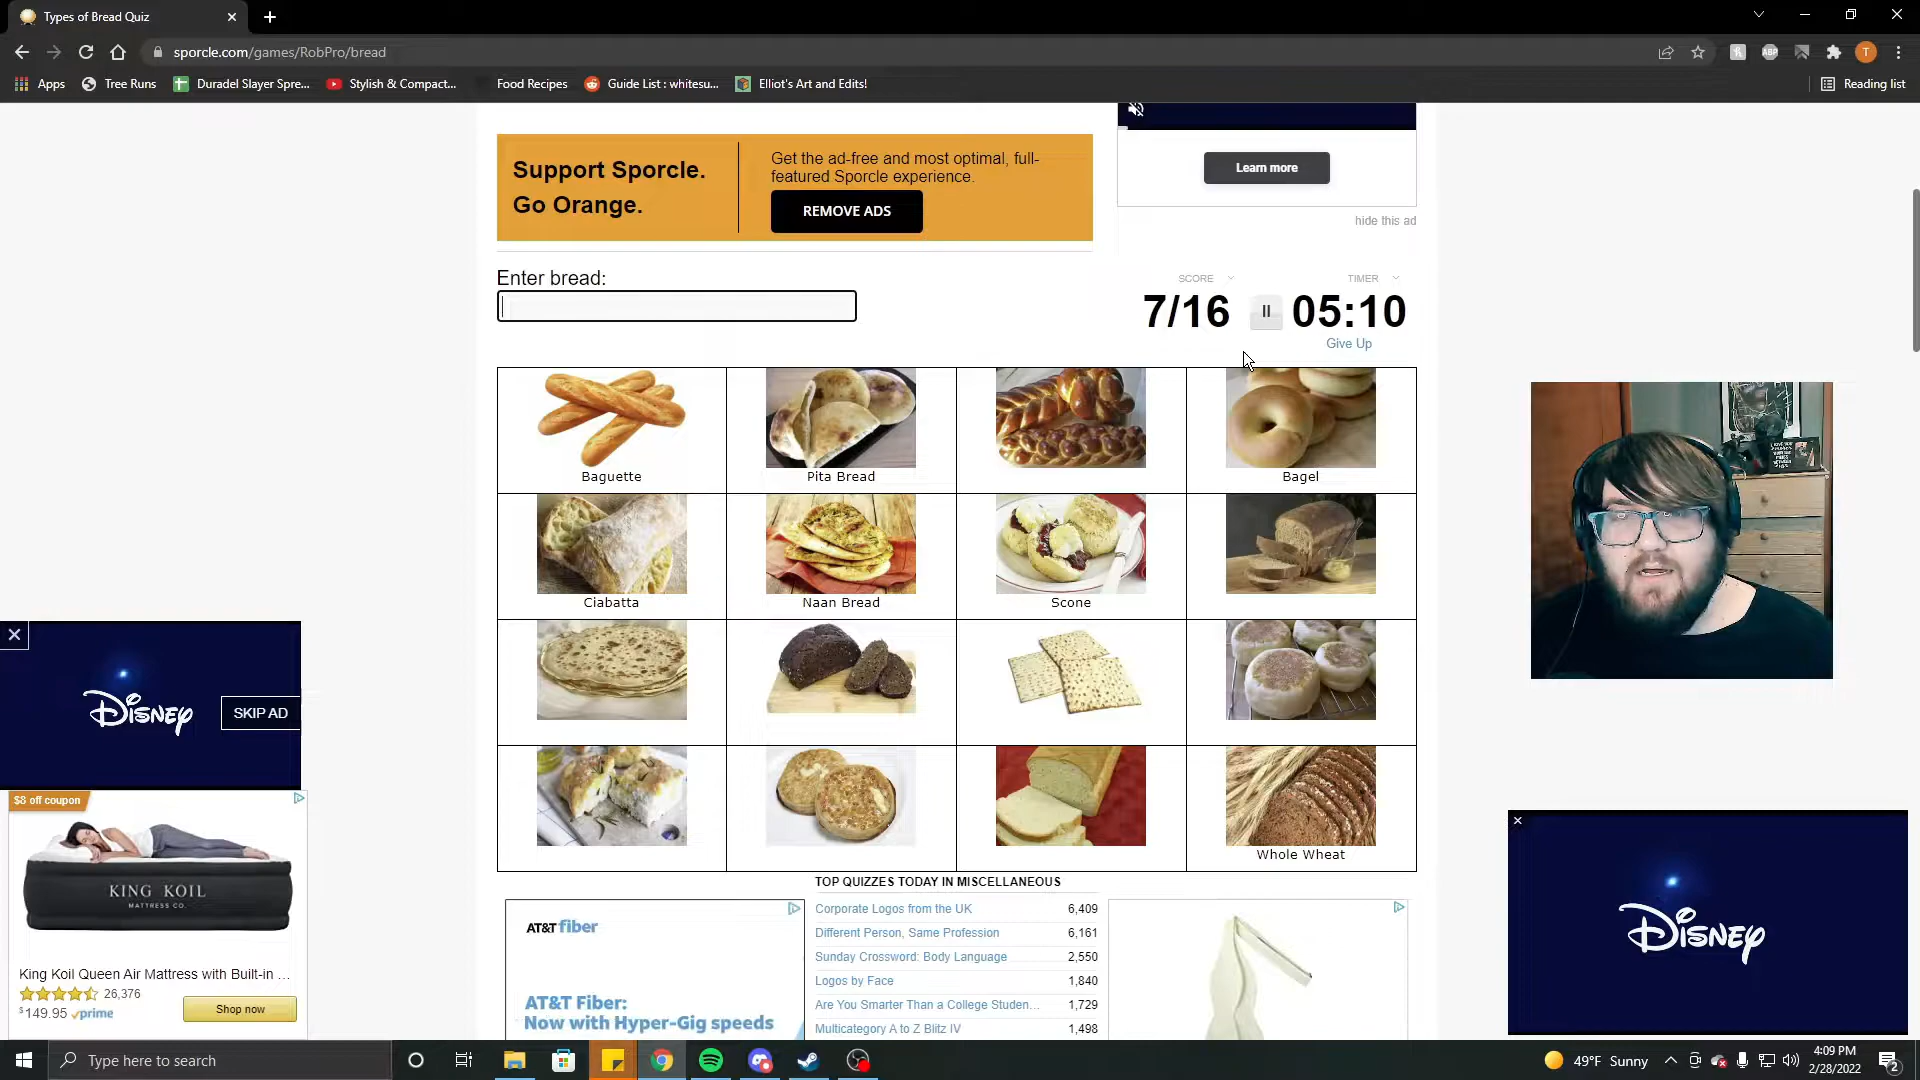 Types of Bread Quiz
sporcle.com/games/RobPro/bread
T
Apps
Tree Runs
Duradel Slayer Spre...
Stylish & Compact...
Food Recipes
Guide List : whitesu...
Elliot's Art and Edits!
Reading list
Support Sporcle.
Go Orange.
Get the ad-free and most optimal, full-
featured Sporcle experience.
REMOVE ADS
Learn more
hide this ad
Enter bread:
SCORE
TIMER
7/16
05:10
Give Up
Baguette
Pita Bread
Bagel
Ciabatta
Naan Bread
Scone
Whole Wheat
Disney
SKIP AD
$8 off coupon
KING KOIL
MATTRESS CO.
King Koil Queen Air Mattress with Built-in ...
26,376
$149.95 prime
Shop now
TOP QUIZZES TODAY IN MISCELLANEOUS
Corporate Logos from the UK 6,409
Different Person, Same Profession 6,161
Sunday Crossword: Body Language 2,550
Logos by Face 1,840
Are You Smarter Than a College Studen... 1,729
Multicategory A to Z Blitz IV 1,498
AT&T fiber
AT&T Fiber:
Now with Hyper-Gig speeds
Disney
Type here to search
49°F Sunny
4:09 PM
2/28/2022
2